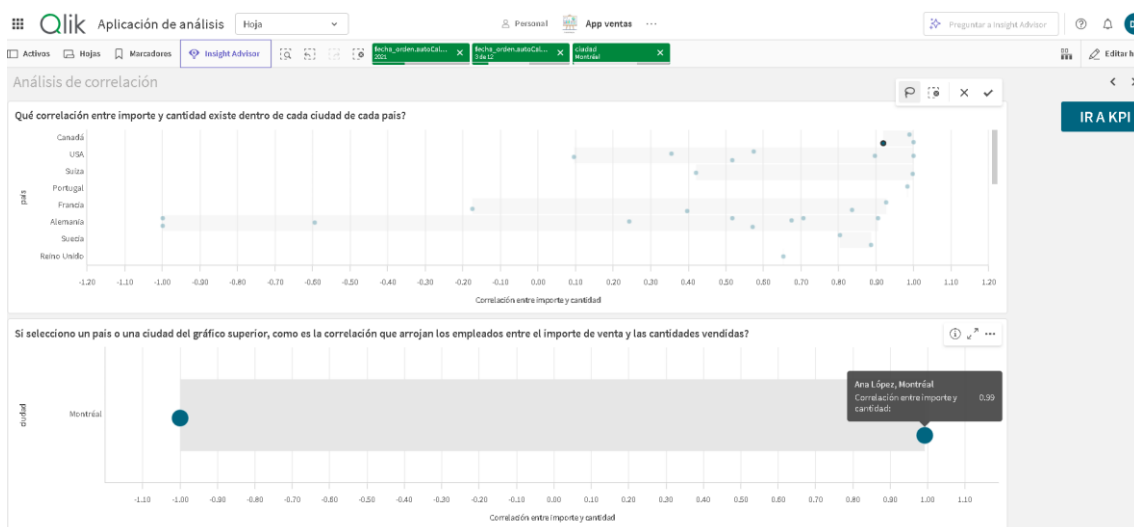 Qlik Aplicación de análisis Hoja Personal App ventas ··· Preguntar a Insight Advisor
Activos Hojas Marcadores Insight Advisor
fecha_orden.autoCal...
2021
fecha_orden.autoCal...
3 de 12
ciudad
Montréal
Editar h
Análisis de correlación
IR A KPI
Qué correlación entre importe y cantidad existe dentro de cada ciudad de cada pais?
país
Canadá
USA
Suiza
Portugal
Francia
Alemania
Suecia
Reino Unido
-1.20 -1.10 -1.00 -0.90 -0.80 -0.70 -0.60 -0.50 -0.40 -0.30 -0.20 -0.10 0.00 0.10 0.20 0.30 0.40 0.50 0.60 0.70 0.80 0.90 1.00 1.10 1.20
Correlación entre importe y cantidad
Si selecciono un país o una ciudad del gráfico superior, como es la correlación que arrojan los empleados entre el importe de venta y las cantidades vendidas?
Ana López, Montréal
Correlación entre importe y 0.99
cantidad:
ciudad
Montréal
-1.10 -1.00 -0.90 -0.80 -0.70 -0.60 -0.50 -0.40 -0.30 -0.20 -0.10 0.00 0.10 0.20 0.30 0.40 0.50 0.60 0.70 0.80 0.90 1.00 1.10
Correlación entre importe y cantidad